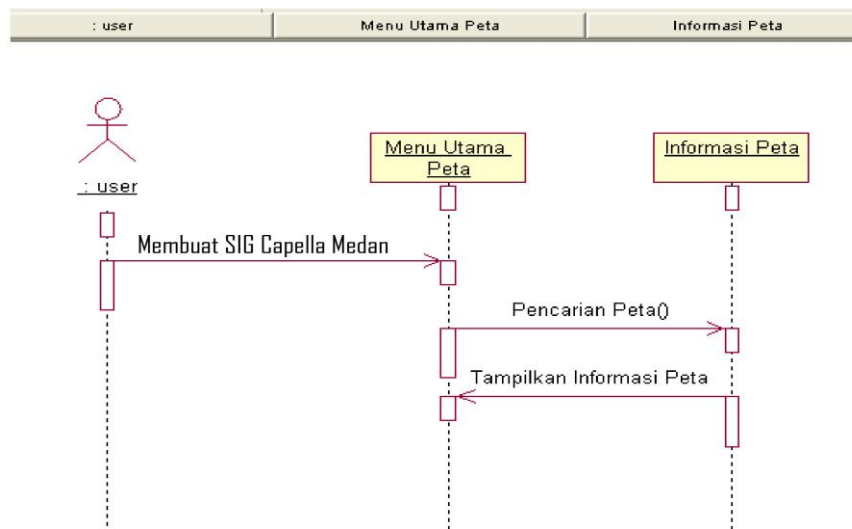 : user
Menu Utama Peta
Informasi Peta
: user
Menu Utama
Peta
Informasi Peta
Membuat SIG Capella Medan
Pencarian Peta()
Tampilkan Informasi Peta